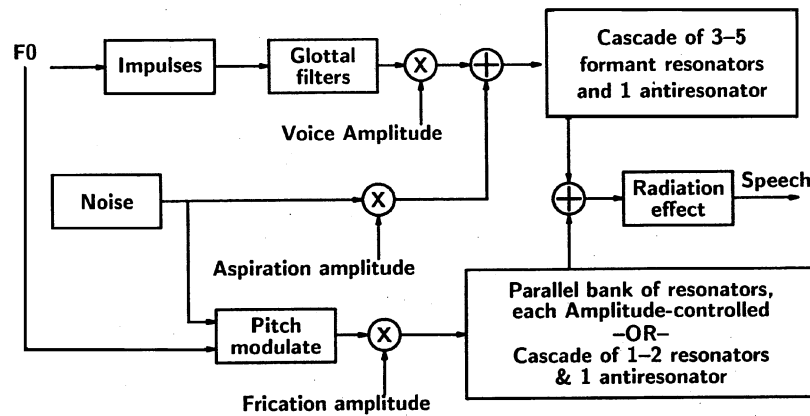 F0
Impulses
Glottal
filters
X
+
Cascade of 3–5
formant resonators
and 1 antiresonator
Voice Amplitude
Noise
X
+
Radiation
effect
Speech
Aspiration amplitude
Pitch
modulate
X
Parallel bank of resonators,
each Amplitude-controlled
–OR–
Cascade of 1–2 resonators
& 1 antiresonator
Frication amplitude